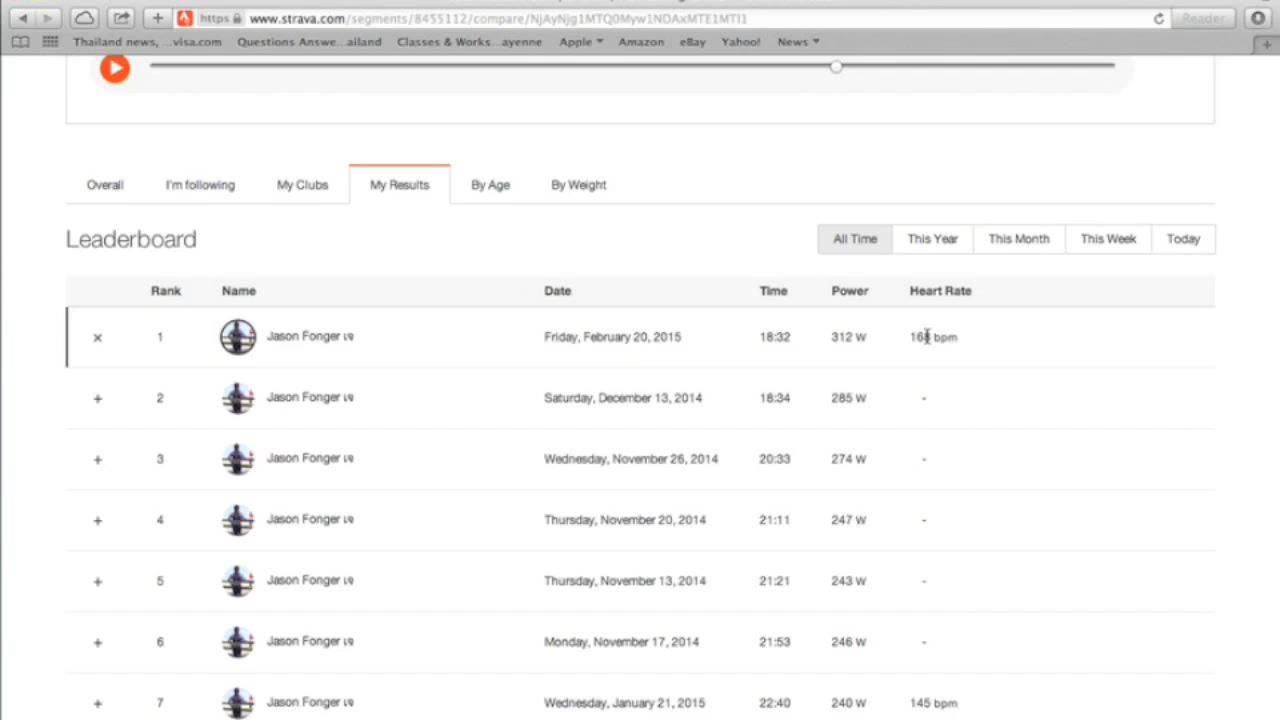 https www.strava.com/segments/8455112/compare/NjAyNjg1MTQ0Myw1NDAxMTE1MTI1 Reader
Thailand news, ...visa.com Questions Answe...ailand Classes & Works...ayenne Apple Amazon eBay Yahoo! News
Overall I'm following My Clubs My Results By Age By Weight
Leaderboard All Time This Year This Month This Week Today
Rank Name Date Time Power Heart Rate
× 1 Jason Fonger Friday, February 20, 2015 18:32 312 W bpm
+ 2 Jason Fonger Saturday, December 13, 2014 18:34 285 W -
+ 3 Jason Fonger Wednesday, November 26, 2014 20:33 274 W -
+ 4 Jason Fonger Thursday, November 20, 2014 21:11 247 W -
+ 5 Jason Fonger Thursday, November 13, 2014 21:21 243 W -
+ 6 Jason Fonger Monday, November 17, 2014 21:53 246 W -
+ 7 Jason Fonger Wednesday, January 21, 2015 22:40 240 W 145 bpm